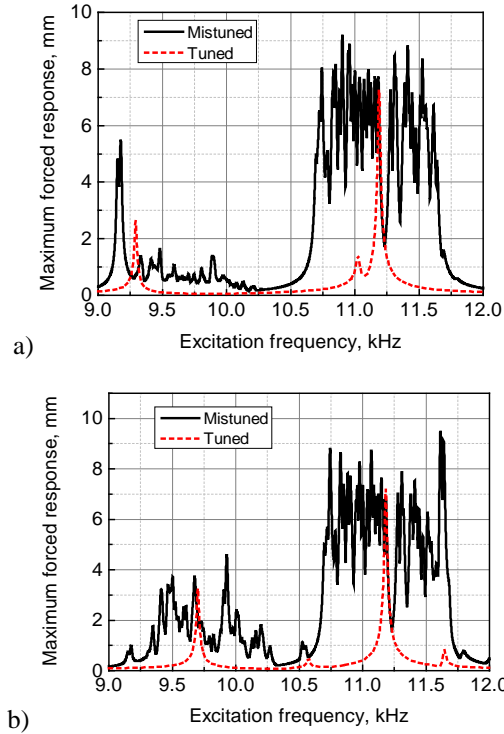 10
8
6
4
2
0
Maximum forced response, mm
Mistuned
Tuned
9.0 9.5 10.0 10.5 11.0 11.5 12.0
Excitation frequency, kHz
a)
10
8
6
4
2
0
Maximum forced response, mm
Mistuned
Tuned
9.0 9.5 10.0 10.5 11.0 11.5 12.0
Excitation frequency, kHz
b)